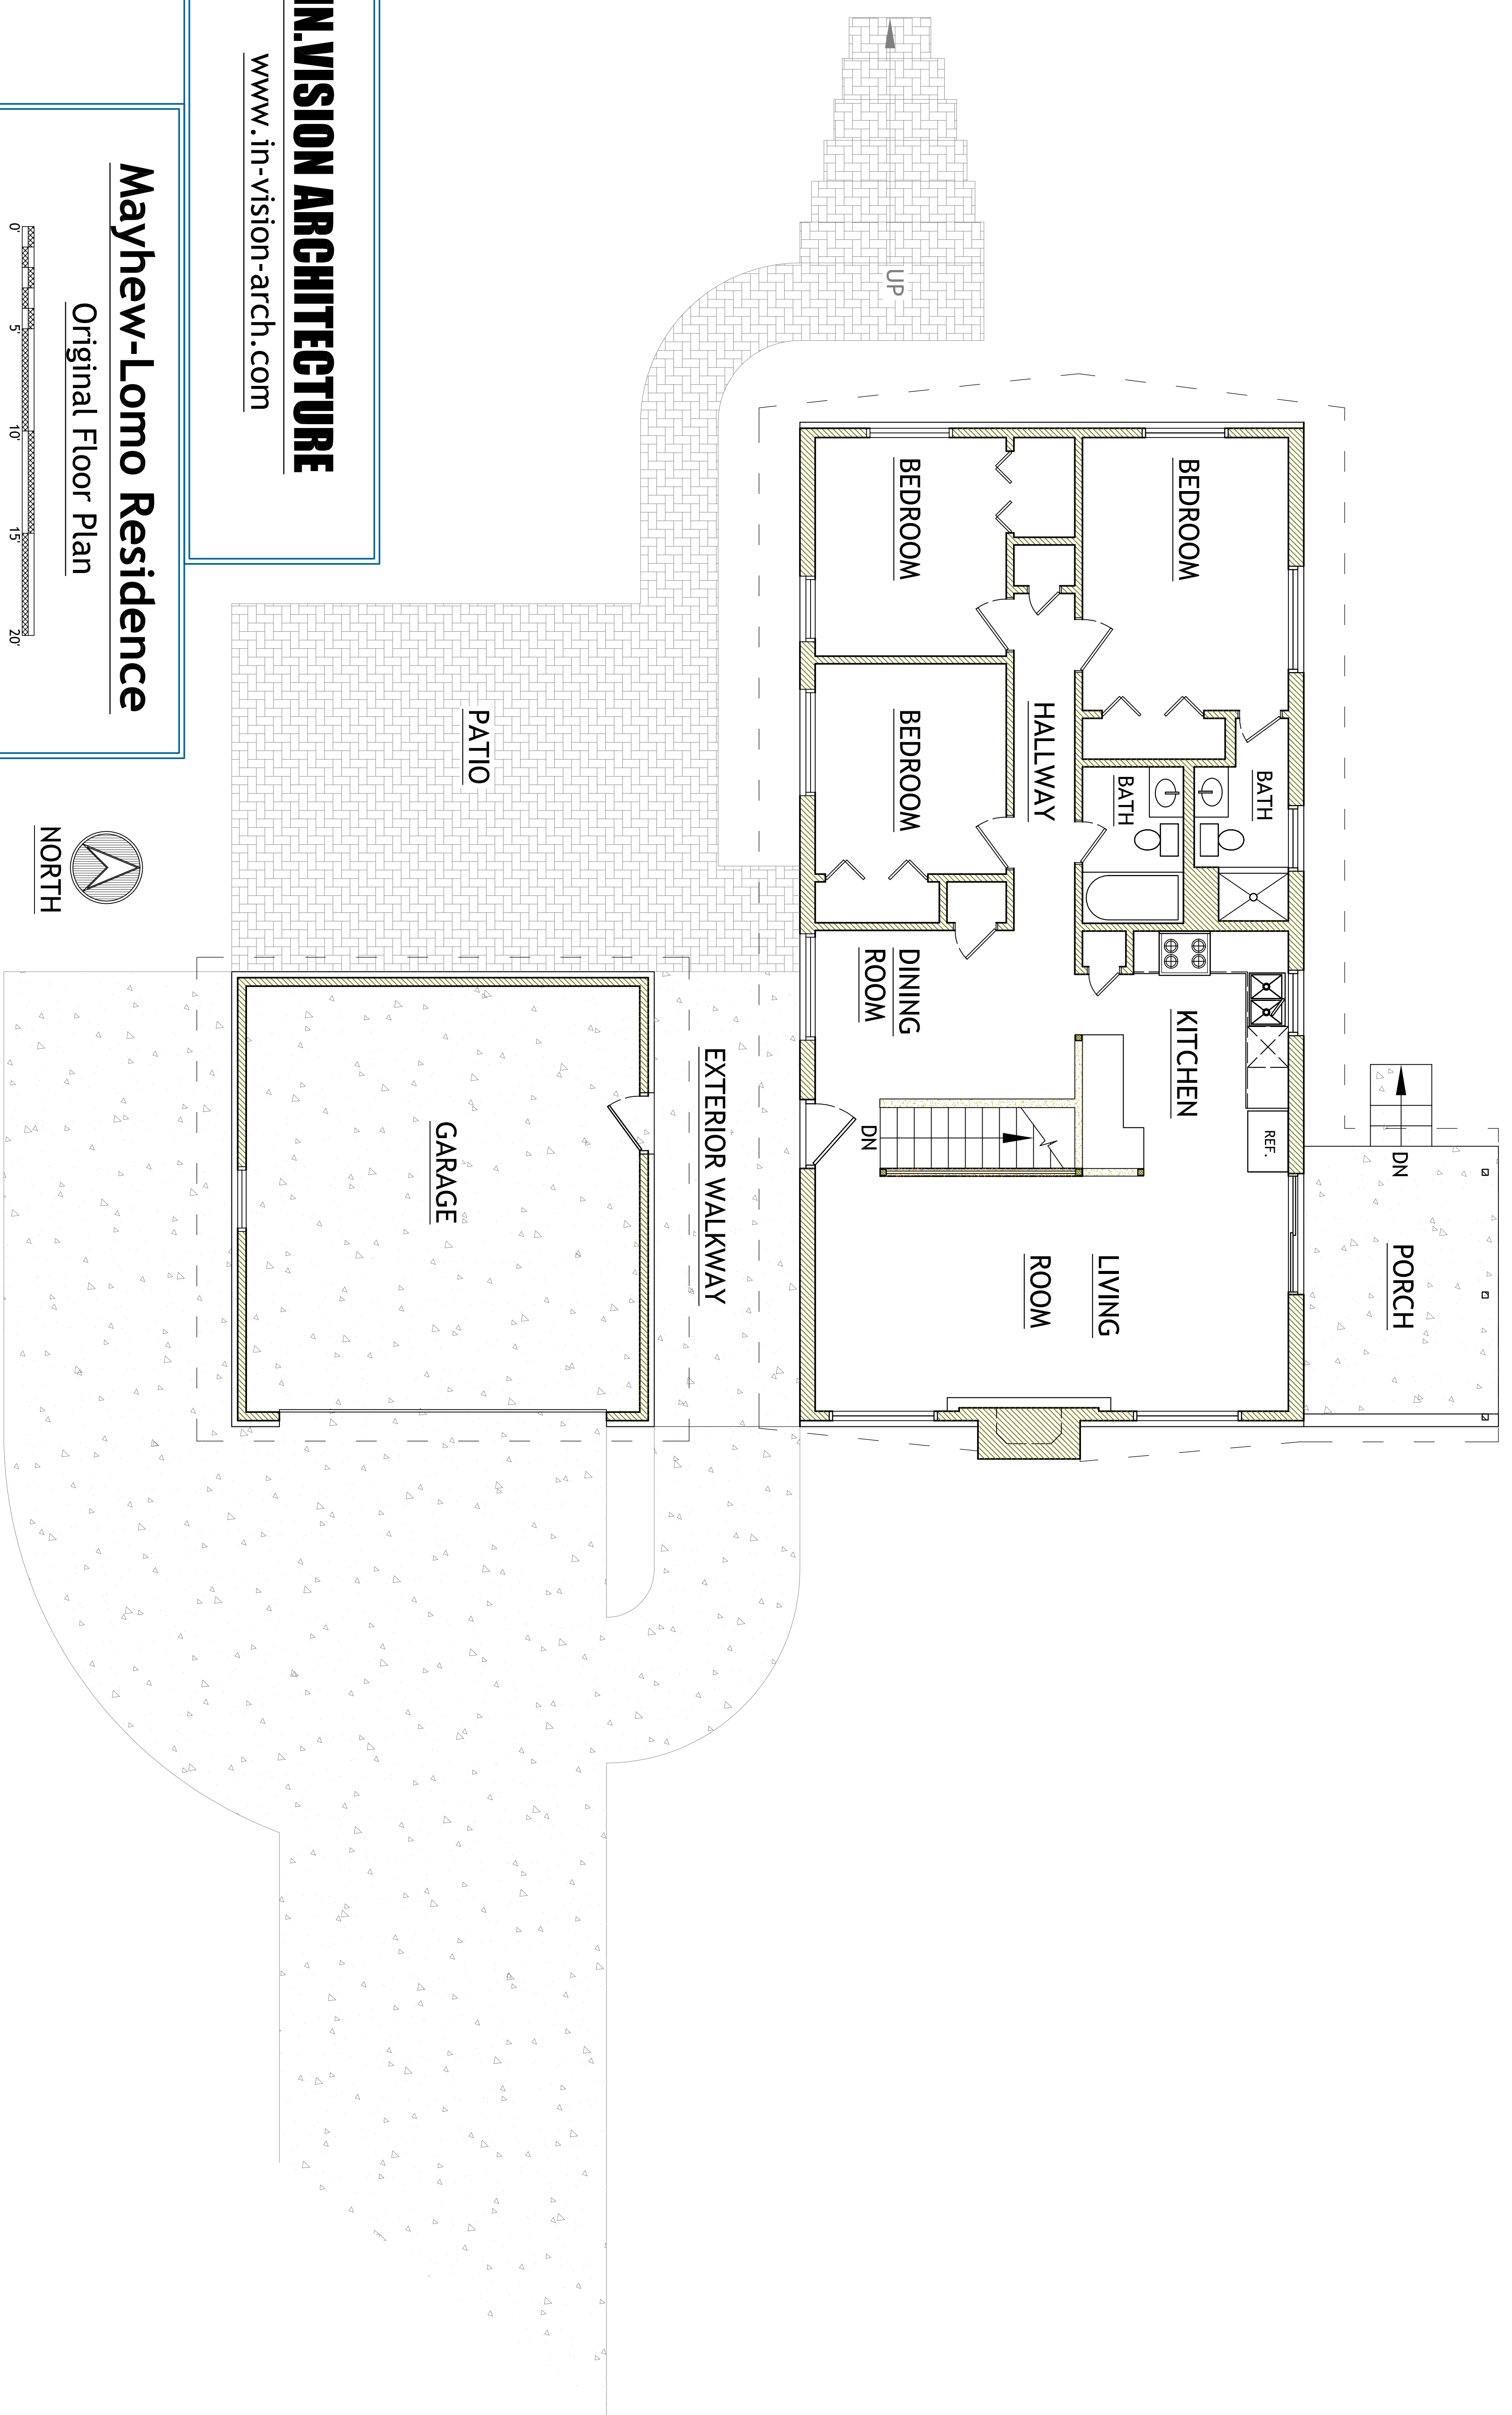 PORCH
DN
BEDROOM
BATH
KITCHEN
REF.
BATH
LIVING
ROOM
HALLWAY
BEDROOM
BEDROOM
DINING
ROOM
DN
UP
EXTERIOR WALKWAY
PATIO
GARAGE
IN.VISION ARCHITECTURE
www.in-vision-arch.com
Mayhew-Lomo Residence
Original Floor Plan
0' 5' 10' 15' 20'
NORTH